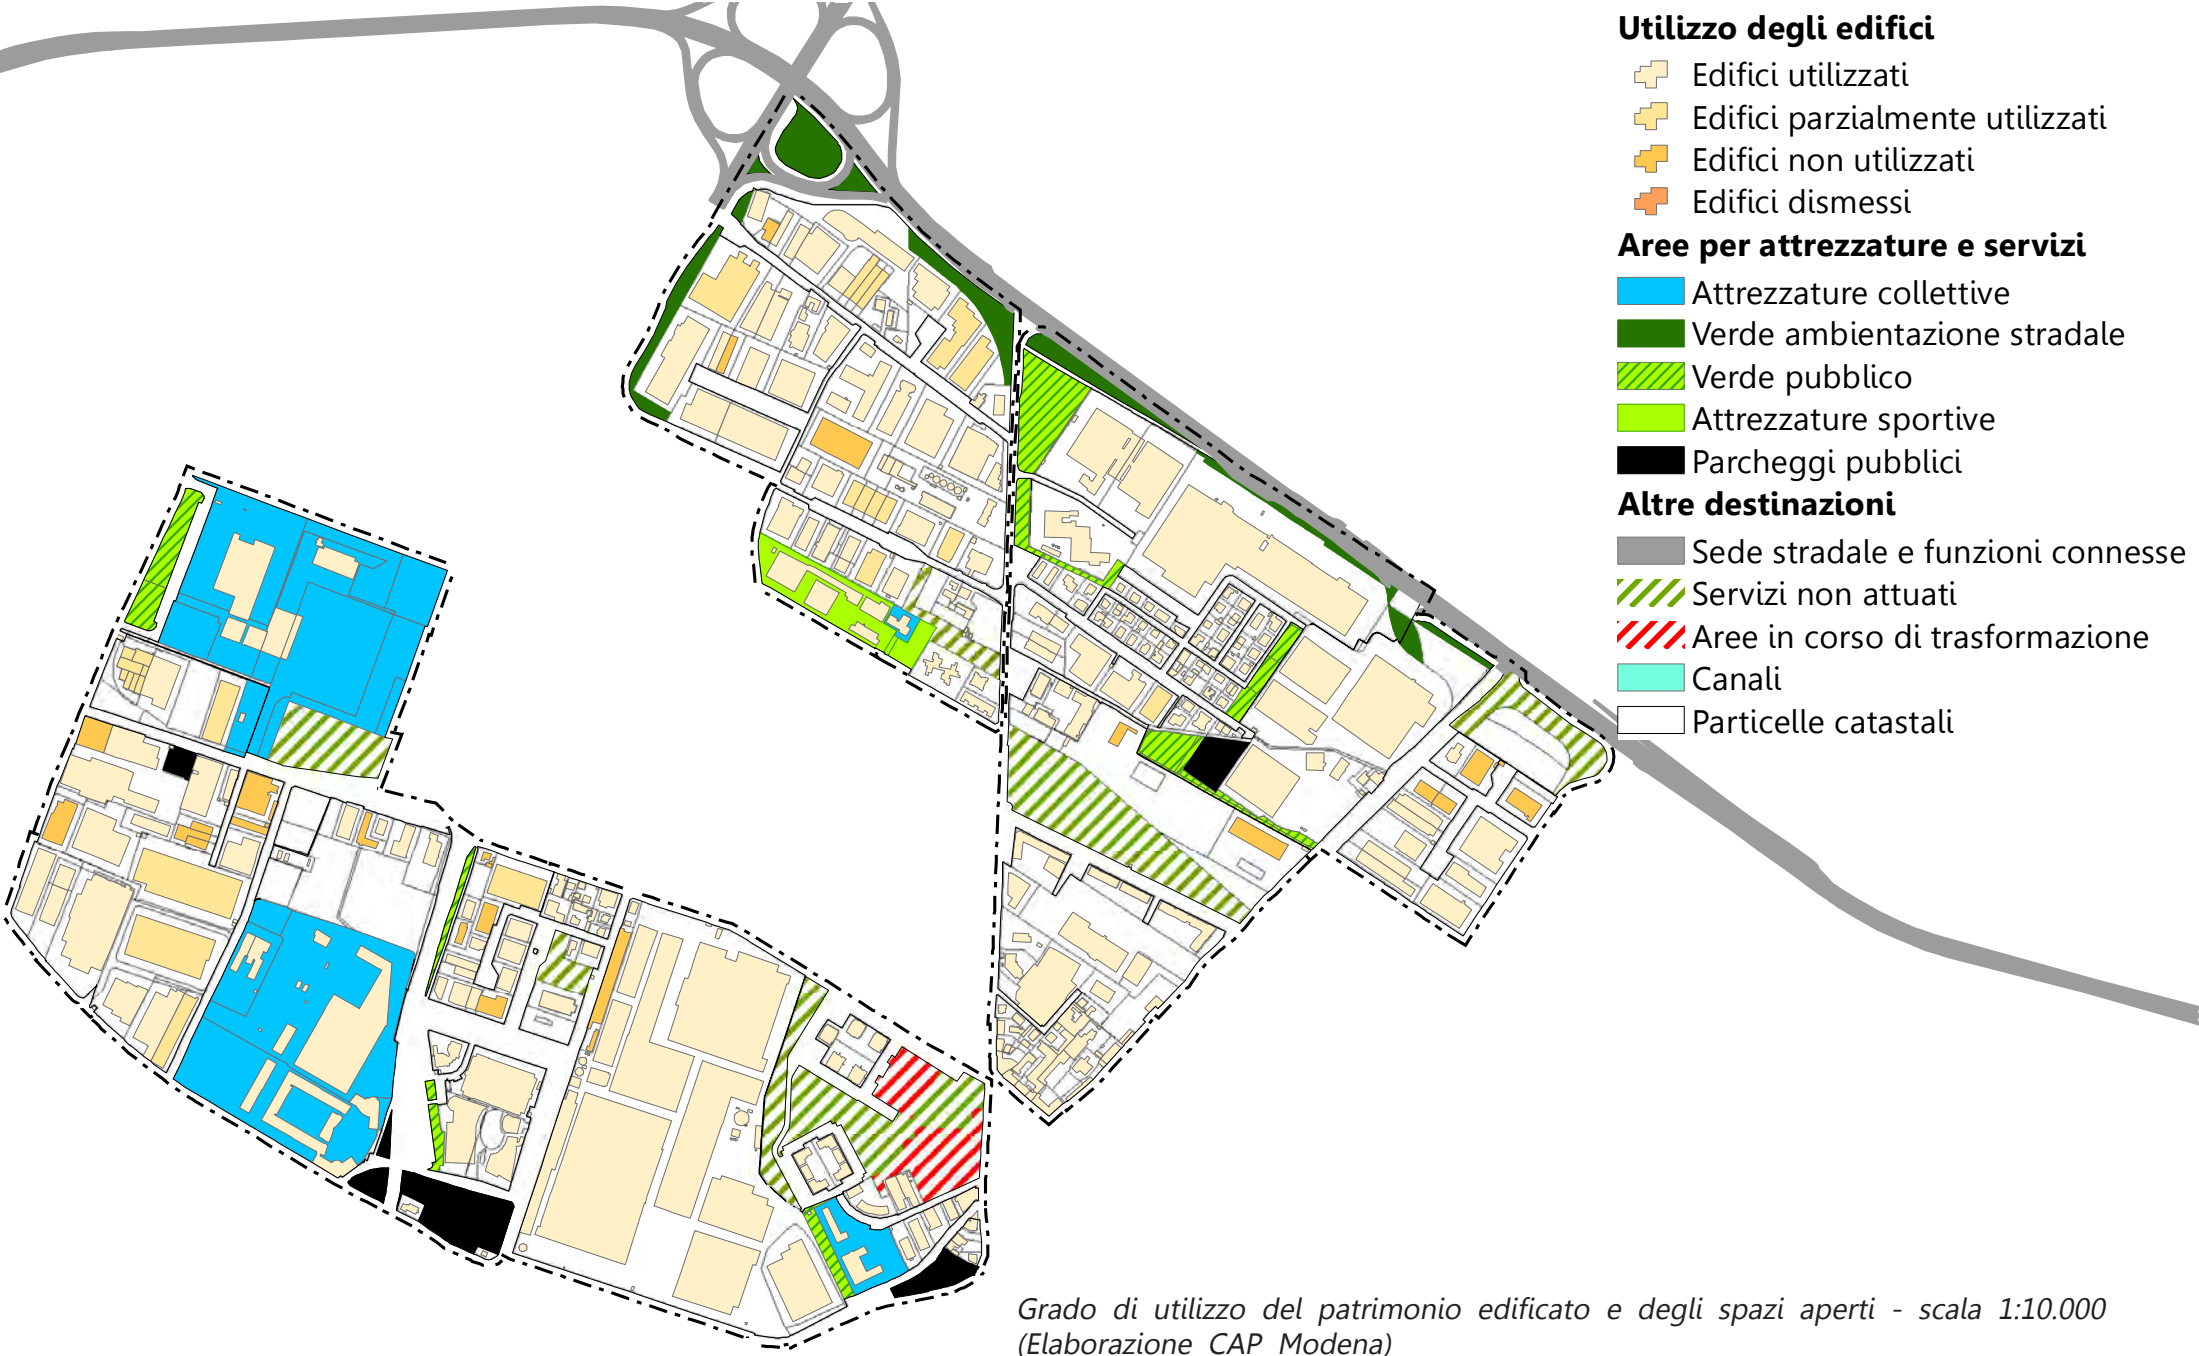 Utilizzo degli edifici
Edifici utilizzati
Edifici parzialmente utilizzati
Edifici non utilizzati
Edifici dismessi
Aree per attrezzature e servizi
Attrezzature collettive
Verde ambientazione stradale
Verde pubblico
Attrezzature sportive
Parcheggi pubblici
Altre destinazioni
Sede stradale e funzioni connesse
Servizi non attuati
Aree in corso di trasformazione
Canali
Particelle catastali
Grado di utilizzo del patrimonio edificato e degli spazi aperti - scala 1:10.000
(Elaborazione CAP Modena)